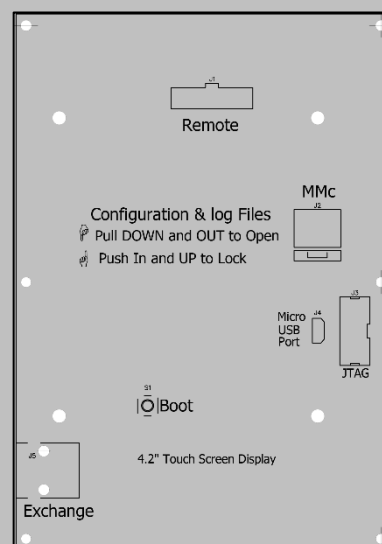 J1
Remote
MMc
J2
Configuration & log Files
Pull DOWN and OUT to Open
Push In and UP to Lock
J3
J4
Micro
USB
Port
JTAG
S1
Boot
J5
4.2" Touch Screen Display
Exchange